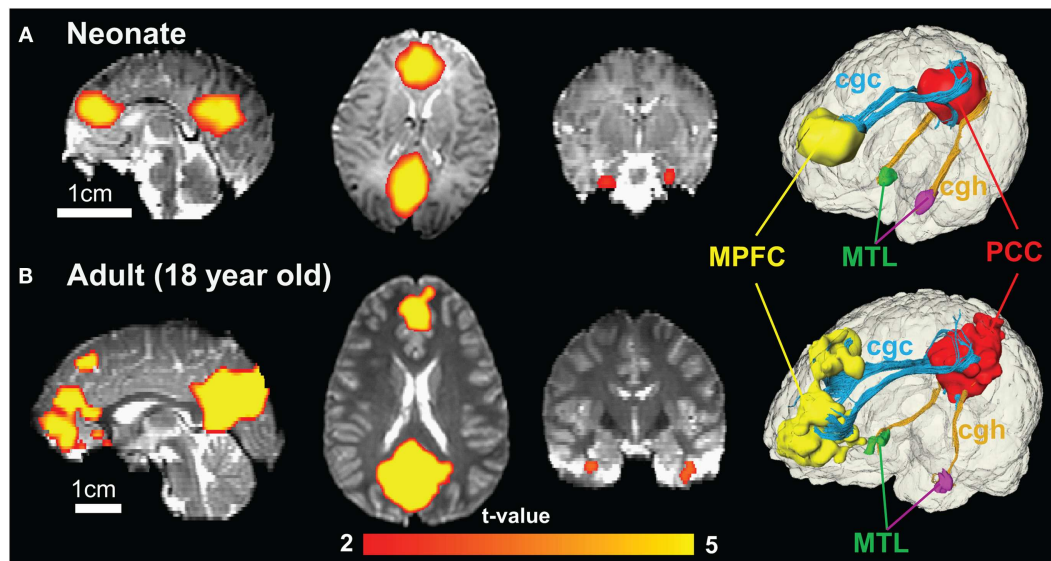 A Neonate
cgc
1cm
cgh
MPFC MTL PCC
B Adult (18 year old)
cgc
cgh
1cm
t-value
2 5
MTL